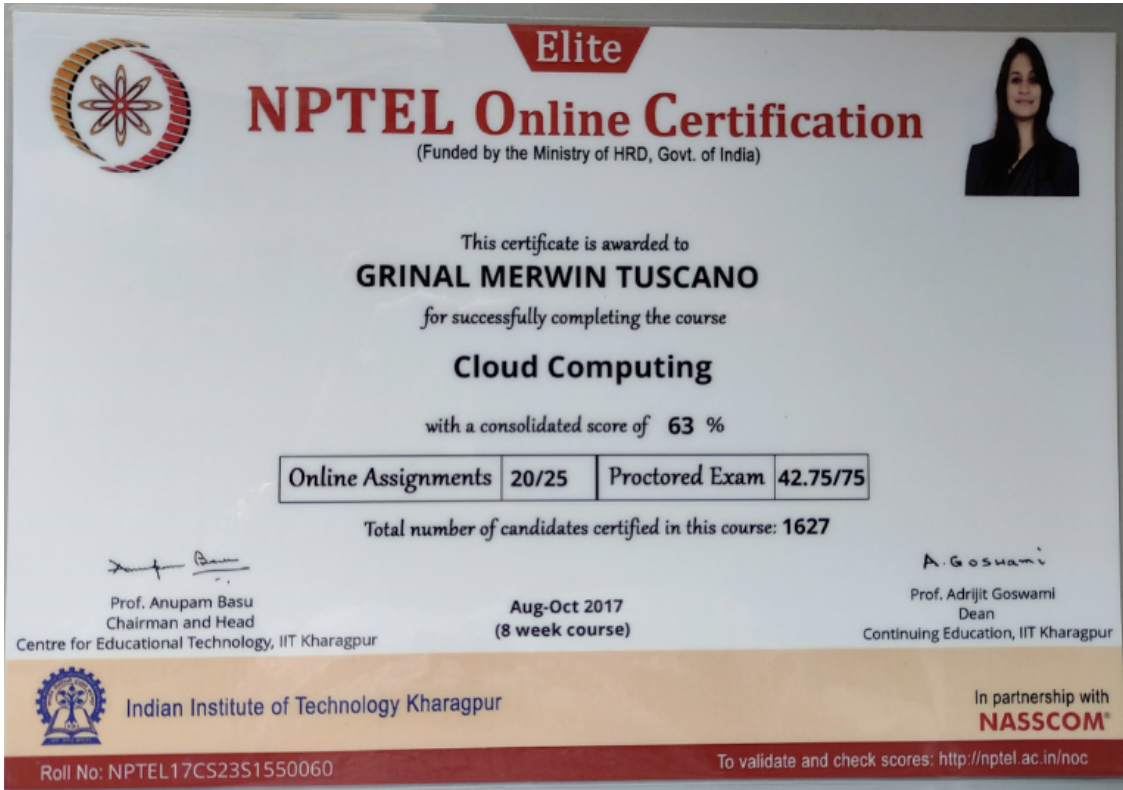 Elite
NPTEL Online Certification
(Funded by the Ministry of HRD, Govt. of India)
This certificate is awarded to
GRINAL MERWIN TUSCANO
for successfully completing the course
Cloud Computing
with a consolidated score of 63 %
Online Assignments 20/25 Proctored Exam 42.75/75
Total number of candidates certified in this course: 1627
A. Goswami
Prof. Anupam Basu
Chairman and Head
Centre for Educational Technology, IIT Kharagpur
Aug-Oct 2017
(8 week course)
Prof. Adrijit Goswami
Dean
Continuing Education, IIT Kharagpur
Indian Institute of Technology Kharagpur
In partnership with
NASSCOM®
Roll No: NPTEL17CS23S1550060
To validate and check scores: http://nptel.ac.in/noc